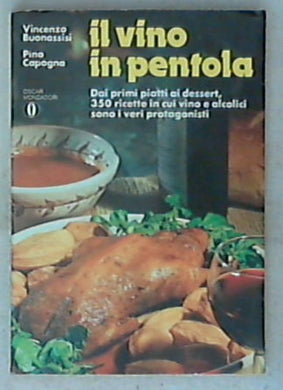 Vincenzo
Buonassisi
Pino
Capogna
il vino
in pentola
OSCAR
MONDADORI
Dai primi piatti ai dessert,
350 ricette in cui vino e alcolici
sono i veri protagonisti